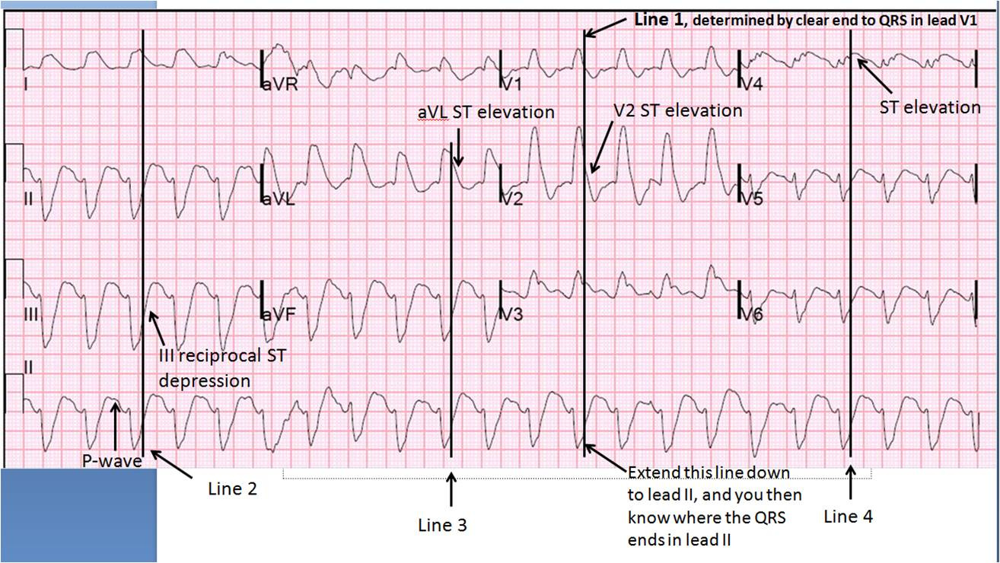 Line 1, determined by clear end to QRS in lead V1
I
aVR
V1
V4
aVL ST elevation
V2 ST elevation
ST elevation
II
aVL
V2
V5
III
aVF
V3
V6
III reciprocal ST
depression
II
P-wave
Line 2
Line 3
Extend this line down
to lead II, and you then
know where the QRS
ends in lead II
Line 4